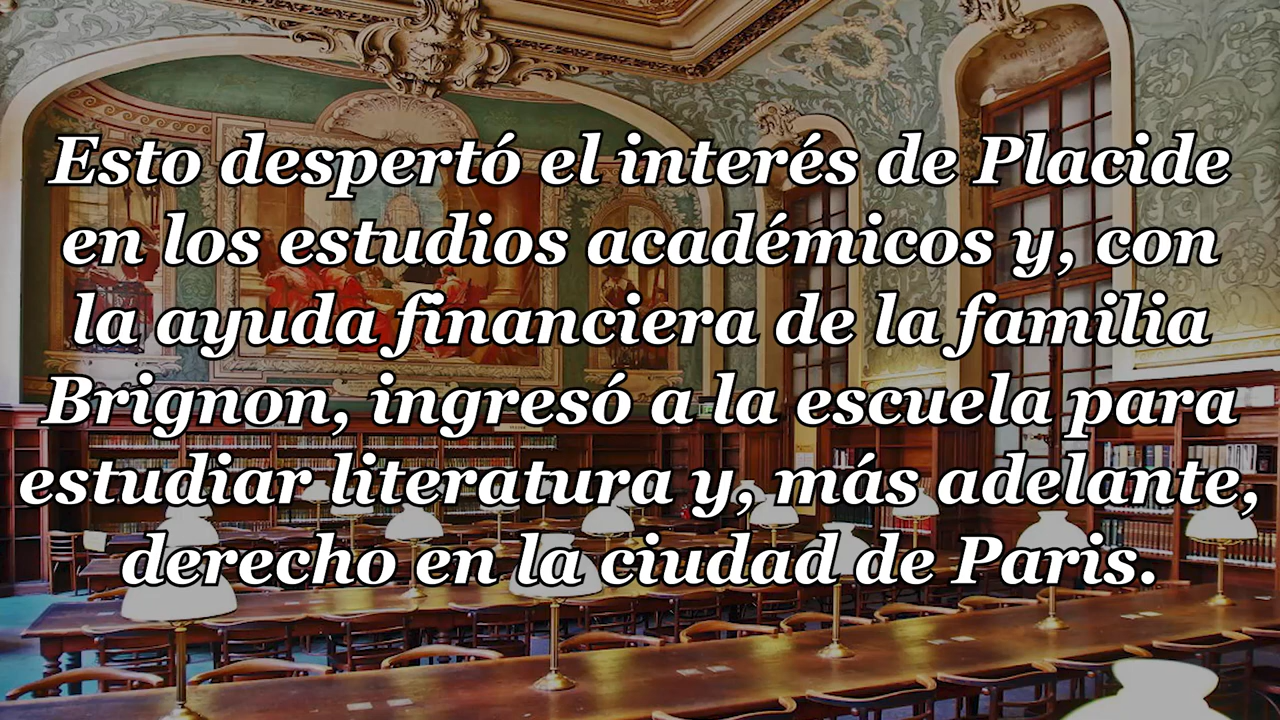 Esto despertó el interés de Placide
en los estudios académicos y, con
la ayuda financiera de la familia
Brignon, ingresó a la escuela para
estudiar literatura y, más adelante,
derecho en la ciudad de Paris.